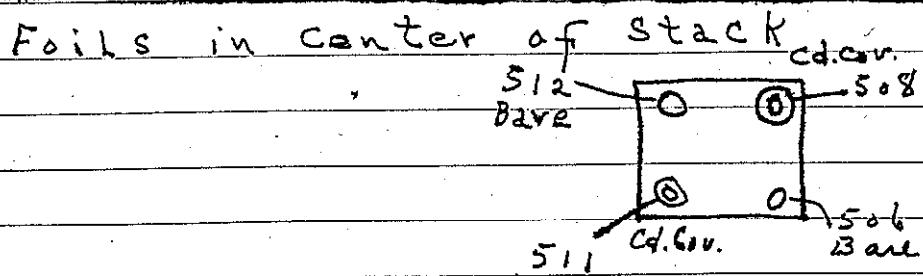 Foils in Center of Stack
Cd.Cov.
512
508
Bare
506
511
Cd.Cov.
Bare